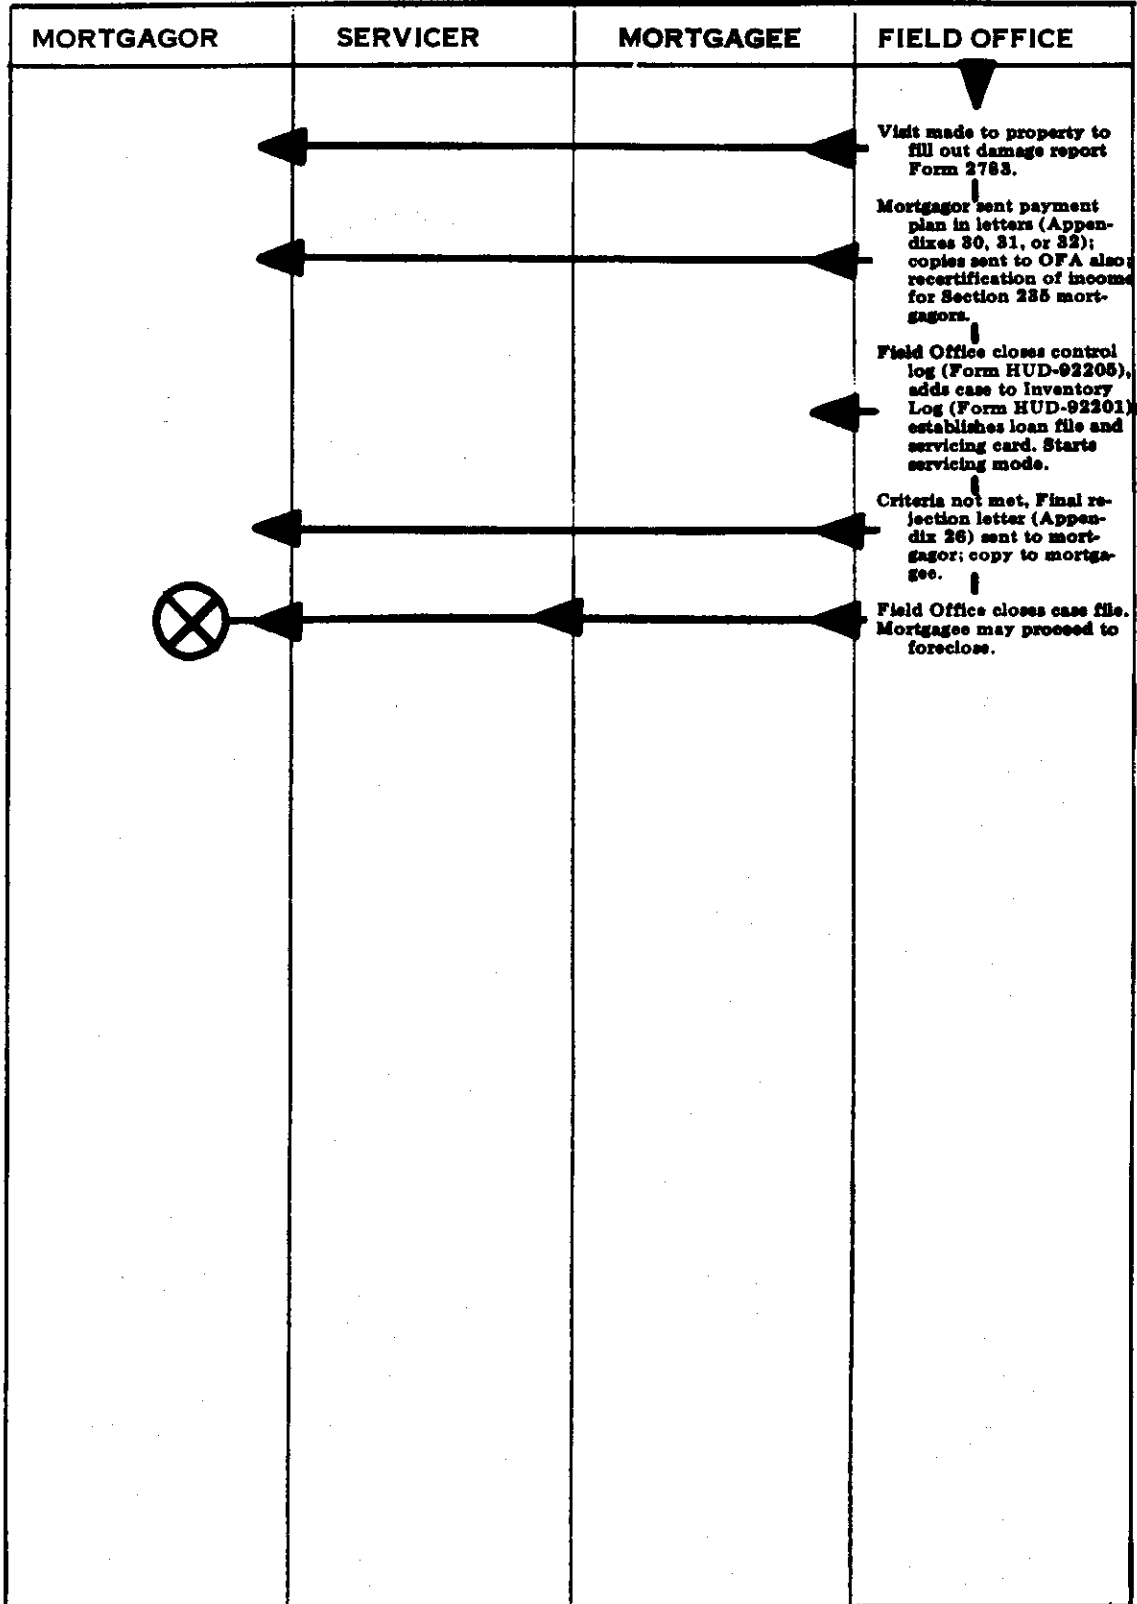 MORTGAGOR SERVICER MORTGAGEE FIELD OFFICE
Visit made to property to
fill out damage report
Form 2763.
Mortgagor sent payment
plan in letters (Appen-
dixes 30, 31, or 32);
copies sent to OFA also;
recertification of income
for Section 235 mort-
gagors.
Field Office closes control
log (Form HUD-92205),
adds case to Inventory
Log (Form HUD-92201)
establishes loan file and
servicing card. Starts
servicing mode.
Criteria not met, Final re-
jection letter (Appen-
dix 26) sent to mort-
gagor; copy to mortga-
gee.
Field Office closes case file.
Mortgagee may proceed to
foreclose.